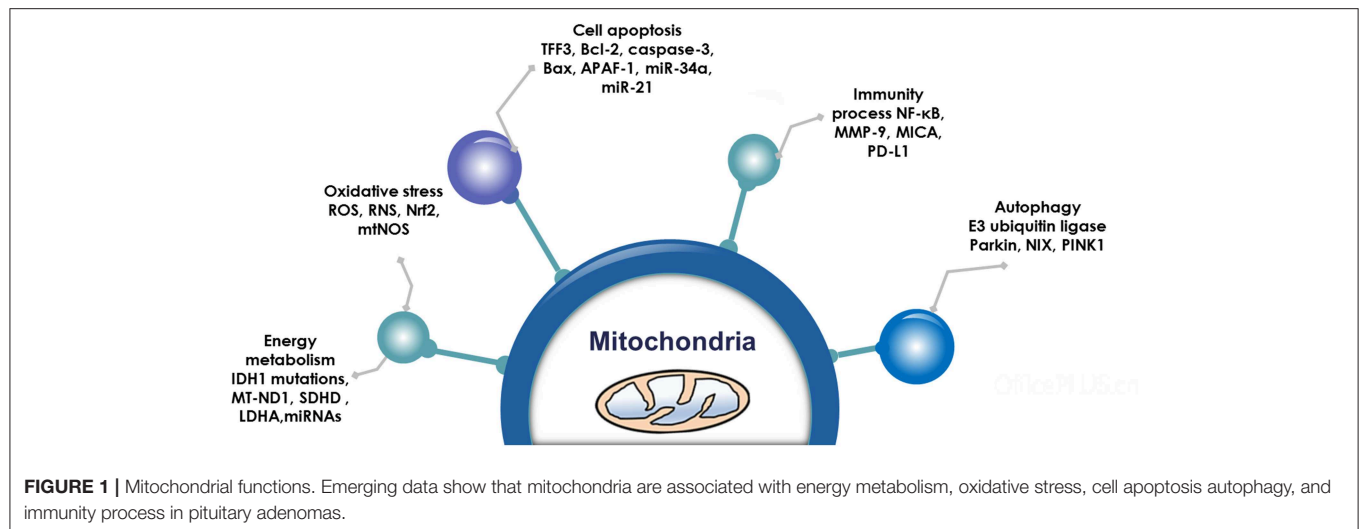 Cell apoptosis
TFF3, Bcl-2, caspase-3,
Bax, APAF-1, miR-34a,
miR-21
Immunity
process NF-κB,
MMP-9, MICA,
PD-L1
Oxidative stress
ROS, RNS, Nrf2,
mtNOS
Autophagy
E3 ubiquitin ligase
Parkin, NIX, PINK1
Energy
metabolism
IDH1 mutations,
MT-ND1, SDHD ,
LDHA,miRNAs
Mitochondria
OfficePLUS.cn
FIGURE 1 | Mitochondrial functions. Emerging data show that mitochondria are associated with energy metabolism, oxidative stress, cell apoptosis autophagy, and
immunity process in pituitary adenomas.